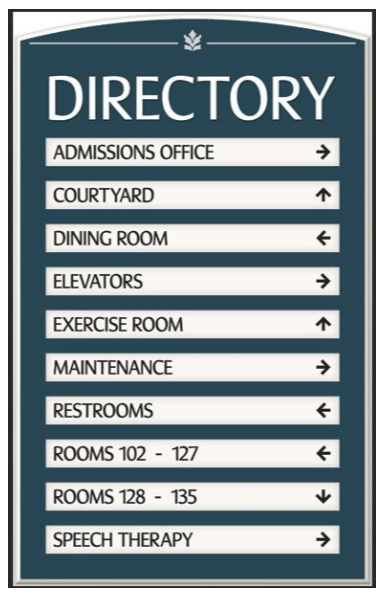 DIRECTORY
ADMISSIONS OFFICE →
COURTYARD ↑
DINING ROOM ←
ELEVATORS →
EXERCISE ROOM ↑
MAINTENANCE →
RESTROOMS ←
ROOMS 102 - 127 ←
ROOMS 128 - 135 ↓
SPEECH THERAPY →